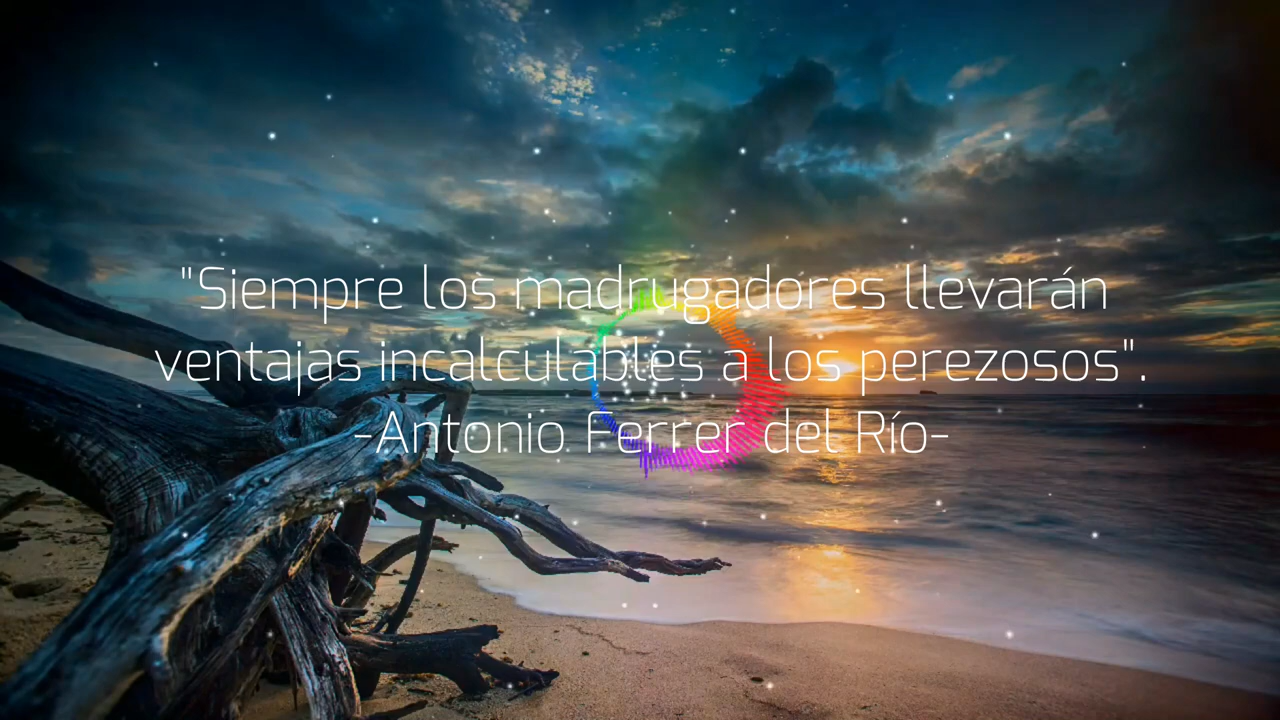 "Siempre los madrugadores llevarán
ventajas incalculables a los perezosos".
-Antonio Ferrer del Río-